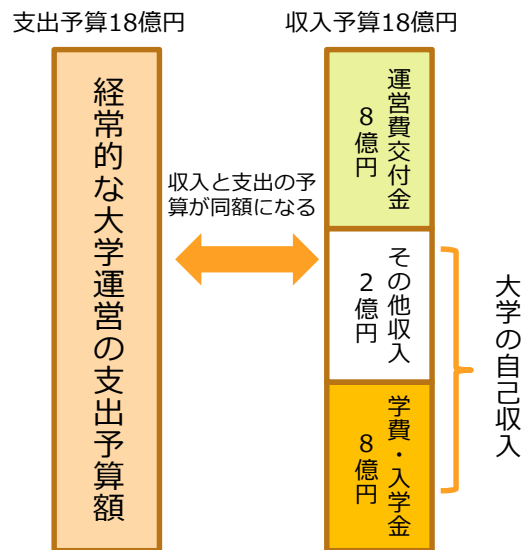 支出予算18億円
収入予算18億円
経常的な大学運営の支出予算額
収入と支出の予
算が同額になる
運営費交付金
8億円
その他収入
2億円
学費・入学金
8億円
大学の自己収入